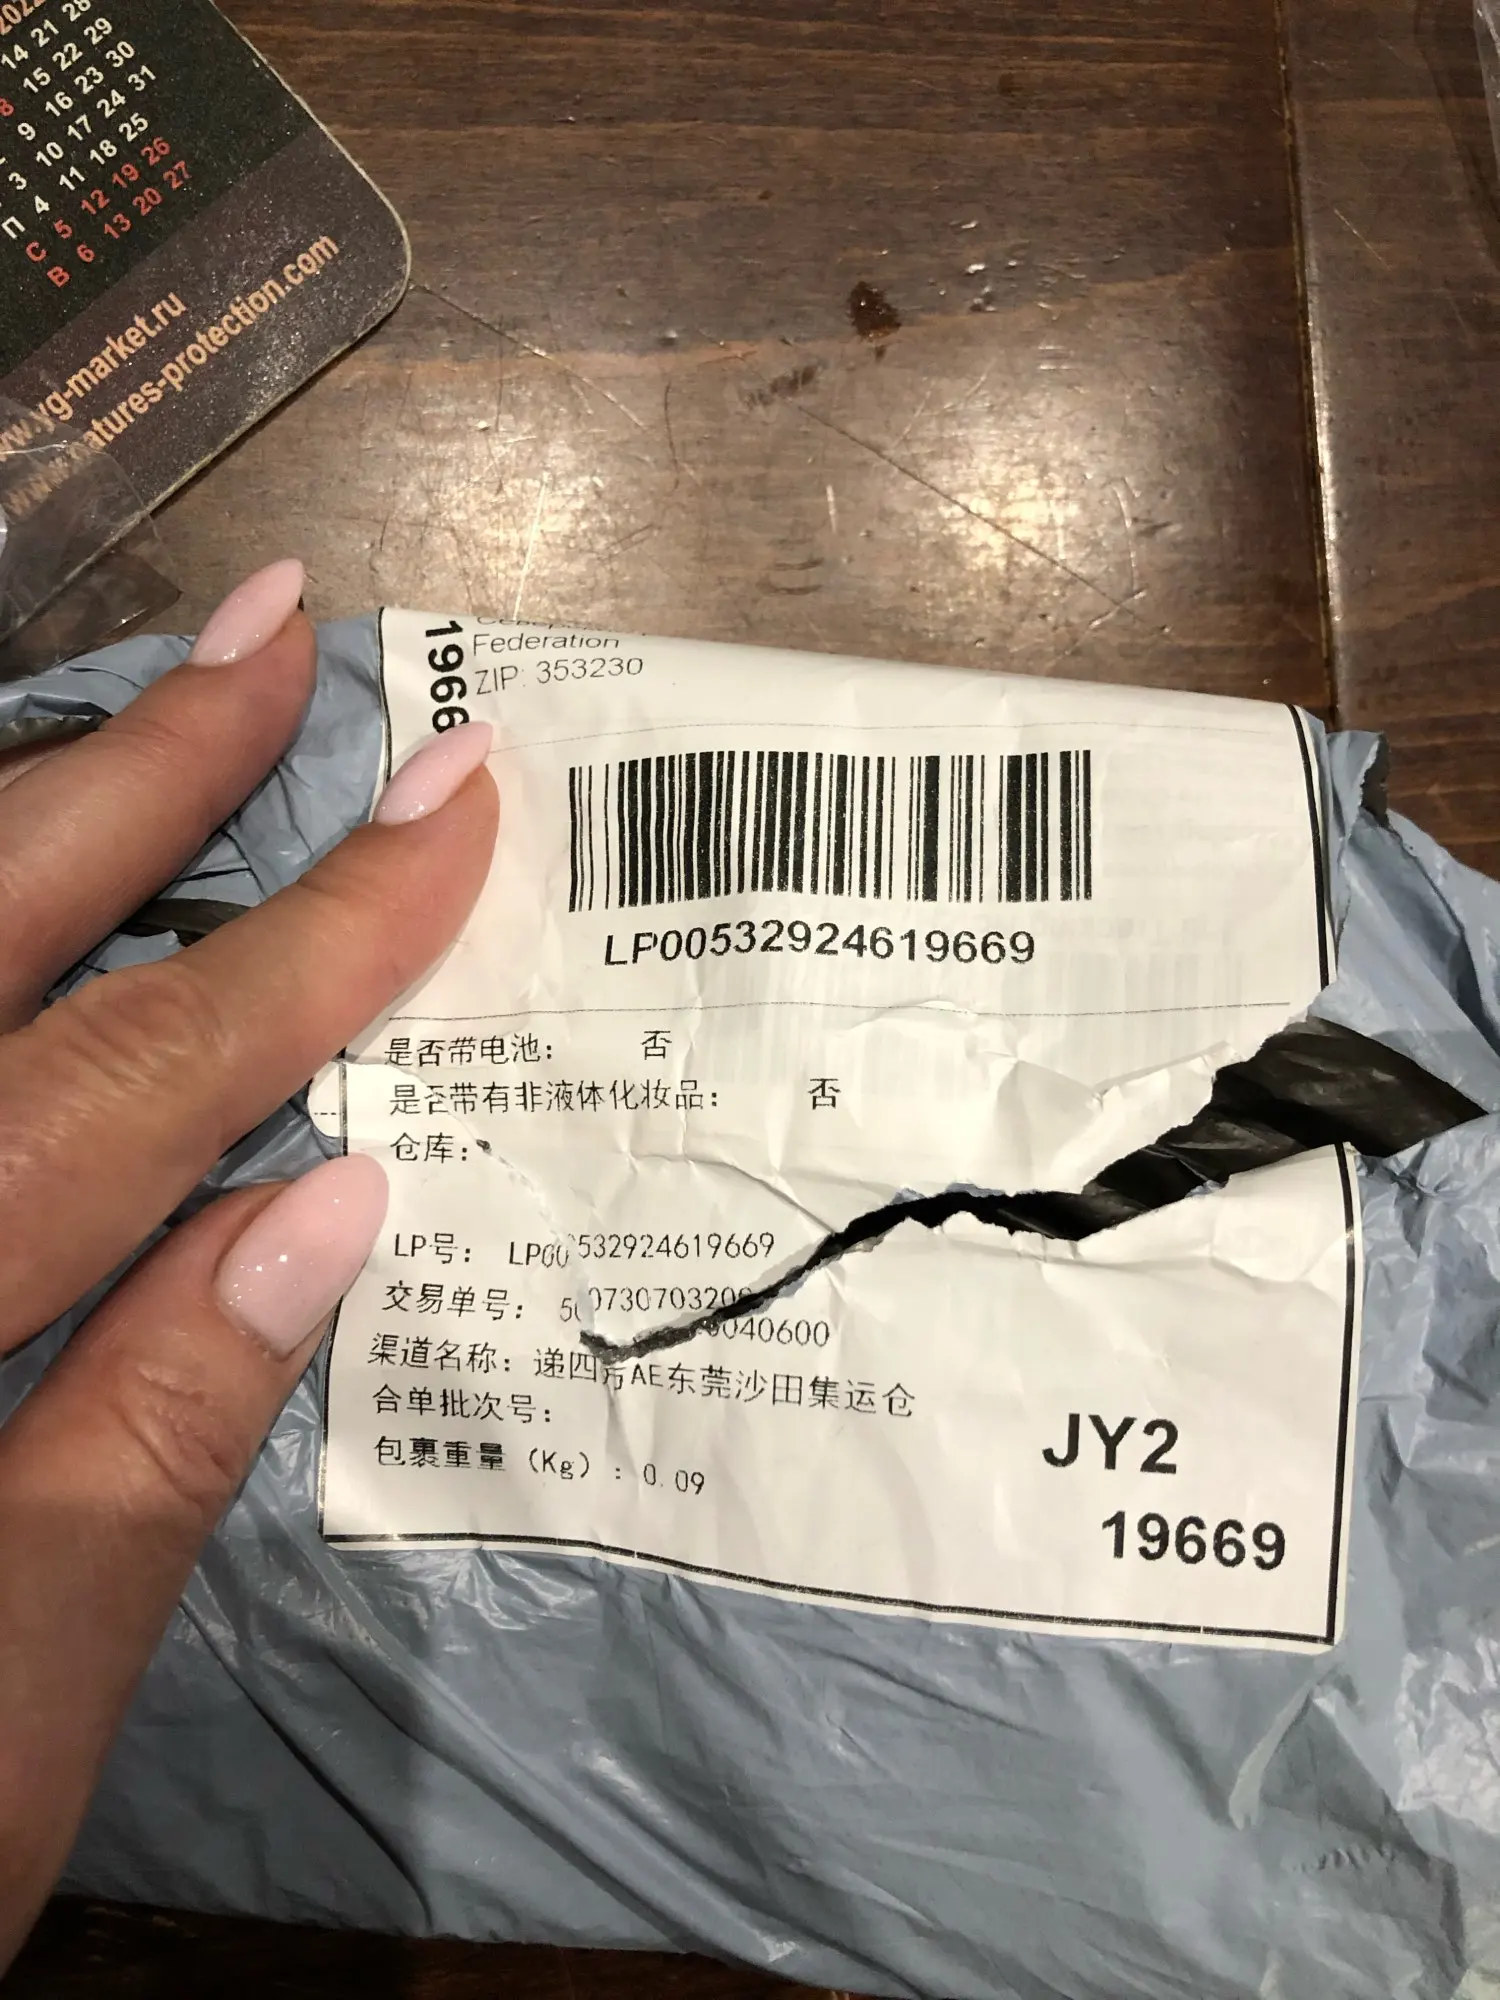 2022
14 21 28
8 15 22 29
9 16 23 30
3 10 17 24 31
П 4 11 18 25
С 5 12 19 26
В 6 13 20 27
ww.yg-market.ru
www.natures-protection.com
1966
Federation
ZIP: 353230
LP00532924619669
是否带电池: 否
是否带有非液体化妆品: 否
仓库:
LP号: LP00532924619669
交易单号:
040600
渠道名称: 递四方AE东莞沙田集运仓
合单批次号:
包裹重量 (Kg) : 0.09
JY2
19669